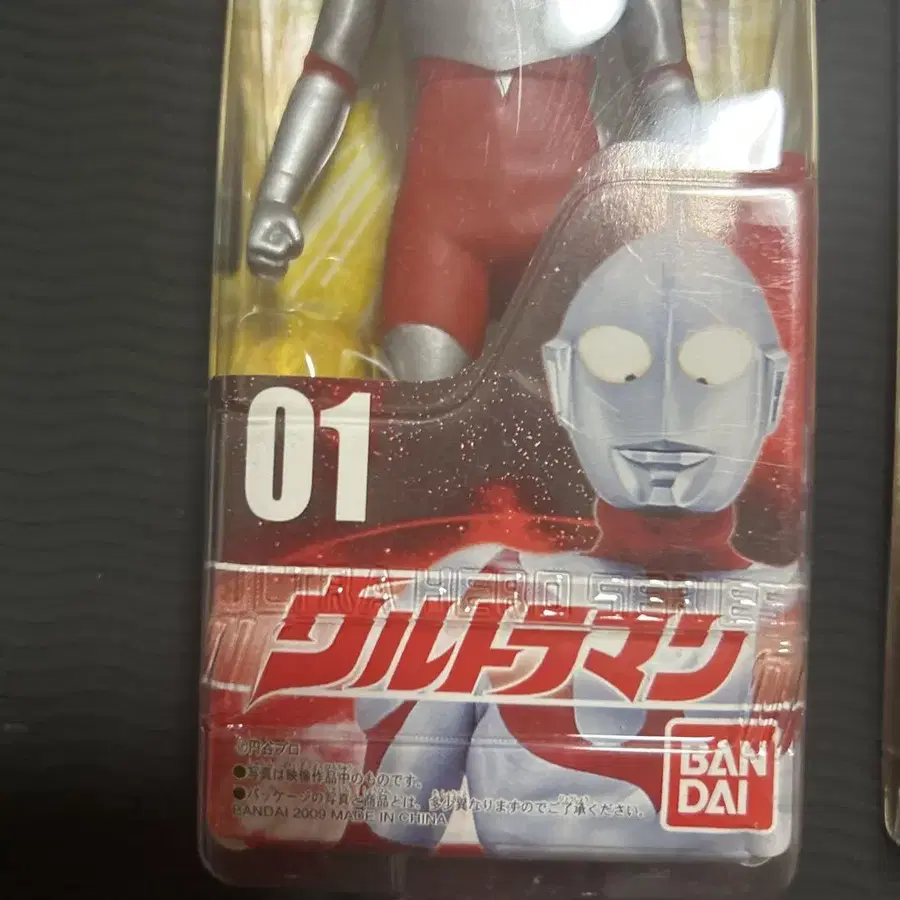 01
ULTRA HERO SERIES
ウルトラマン
©円谷プロ
●写真は映像作品中のものです。
●パッケージの写真と商品とは、多少異なりますのでご了承ください。
BANDAI 2009 MADE IN CHINA
BAN
DAI